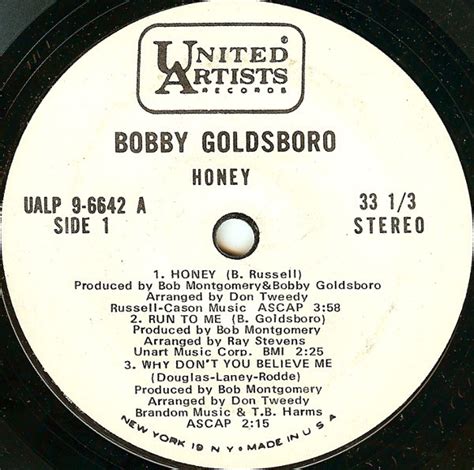 UNITED
ARTISTS
RECORDS
BOBBY GOLDSBORO
HONEY
UALP 9-6642 A
SIDE 1
33 1/3
STEREO
1. HONEY (B. Russell)
Produced by Bob Montgomery&Bobby Goldsboro
Arranged by Don Tweedy
Russell-Cason Music ASCAP 3:58
2. RUN TO ME (B. Goldsboro)
Produced by Bob Montgomery
Arranged by Ray Stevens
Unart Music Corp. BMI 2:25
3. WHY DON'T YOU BELIEVE ME
(Douglas-Laney-Rodde)
Produced by Bob Montgomery
Arranged by Don Tweedy
Brandon Music & T.B. Harms
ASCAP 2:15
NEW YORK 19 N Y • MADE IN U S A